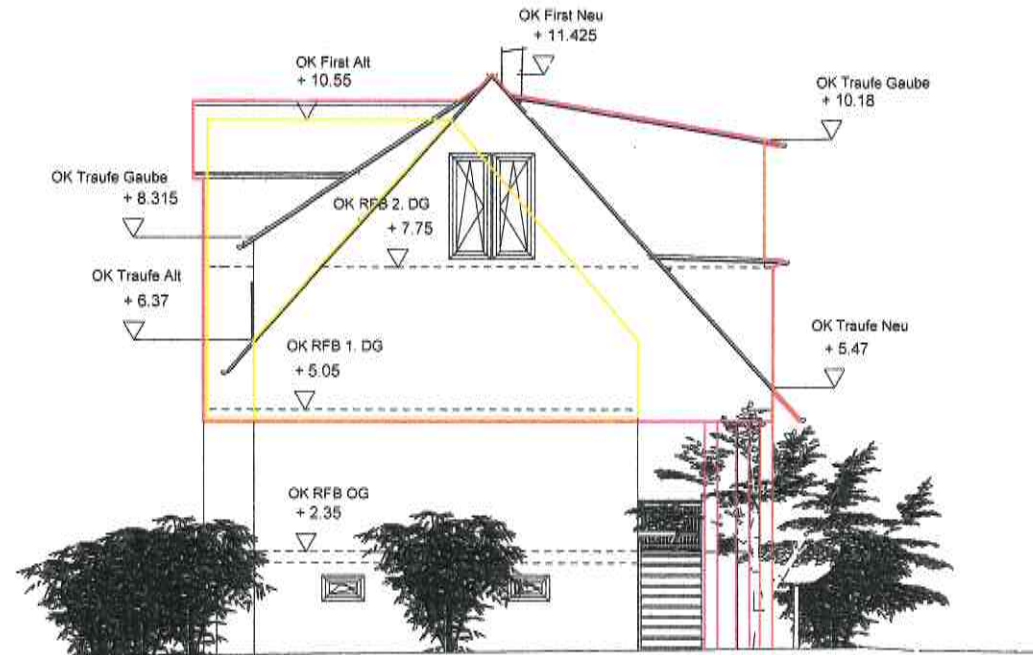 OK First Neu
+ 11.425
OK First Alt
+ 10.55
OK Traufe Gaube
+ 10.18
OK Traufe Gaube
+ 8.315
OK RFB 2. DG
+ 7.75
OK Traufe Alt
+ 6.37
OK Traufe Neu
+ 5.47
OK RFB 1. DG
+ 5.05
OK RFB OG
+ 2.35